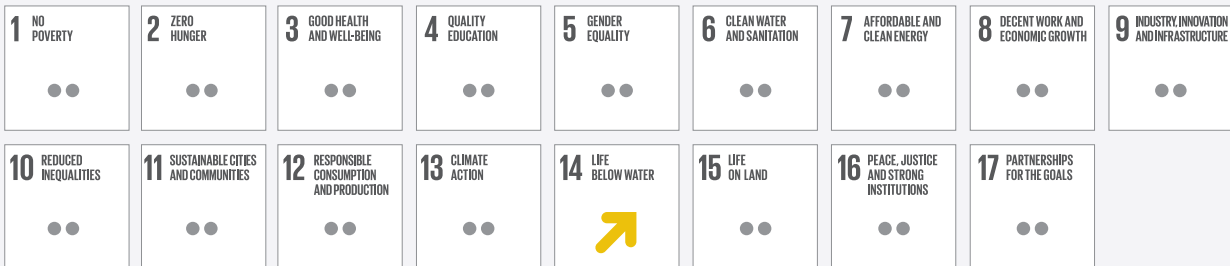 1 NO
POVERTY
2 ZERO
HUNGER
3 GOOD HEALTH
AND WELL-BEING
4 QUALITY
EDUCATION
5 GENDER
EQUALITY
6 CLEAN WATER
AND SANITATION
7 AFFORDABLE AND
CLEAN ENERGY
8 DECENT WORK AND
ECONOMIC GROWTH
9 INDUSTRY, INNOVATION
AND INFRASTRUCTURE
10 REDUCED
INEQUALITIES
11 SUSTAINABLE CITIES
AND COMMUNITIES
12 RESPONSIBLE
CONSUMPTION
AND PRODUCTION
13 CLIMATE
ACTION
14 LIFE
BELOW WATER
15 LIFE
ON LAND
16 PEACE, JUSTICE
AND STRONG
INSTITUTIONS
17 PARTNERSHIPS
FOR THE GOALS